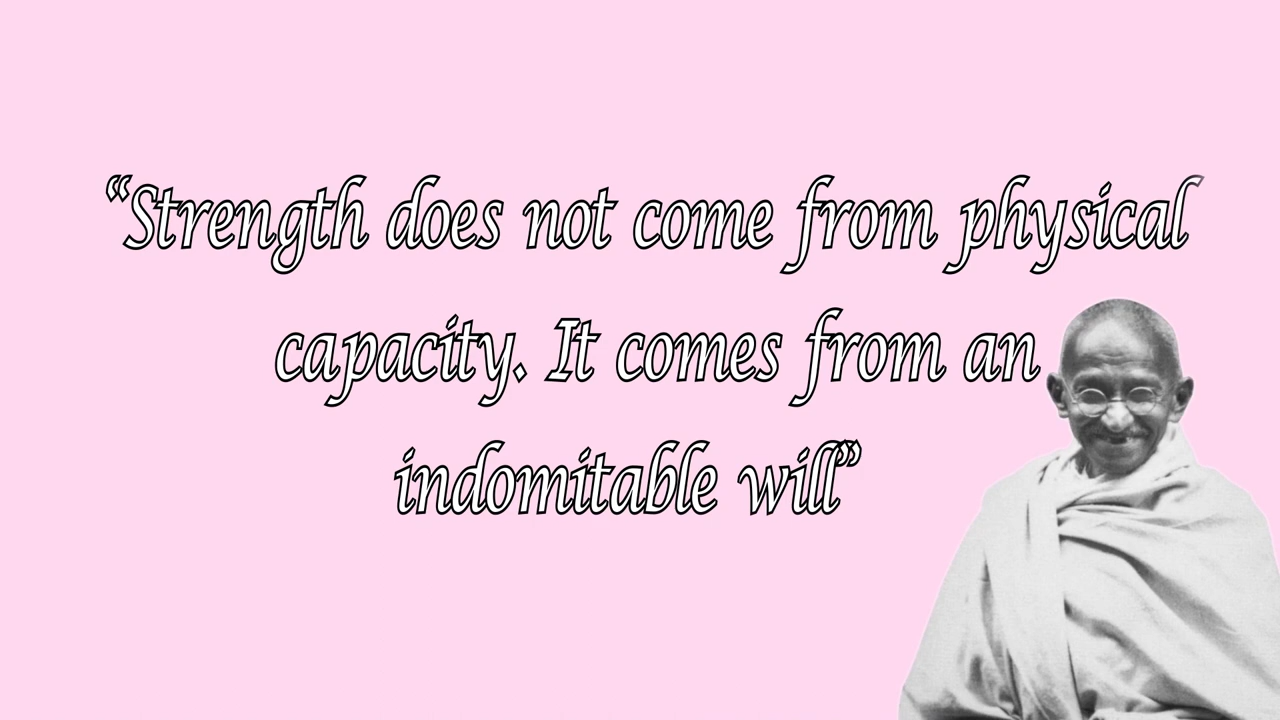 “Strength does not come from physical
capacity. It comes from an
indomitable will”